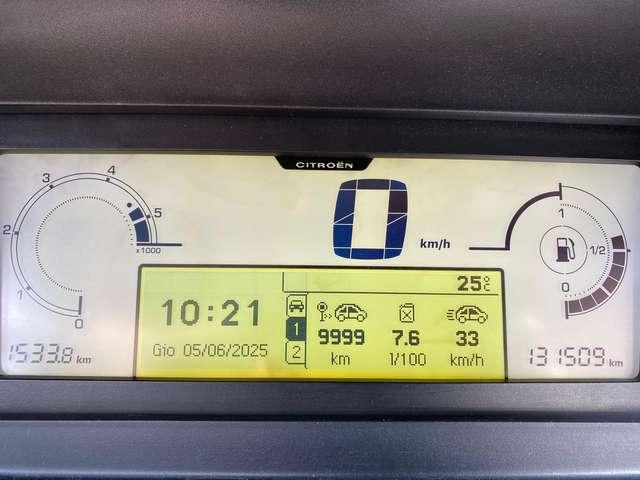 CITROËN
4
3
5
2
x1000
1
0
1533.8 km
0 km/h
1
1/2
0
131509 km
25°C
10:21
Gio 05/06/2025
1
2
9999
km
7.6
l/100
33
km/h